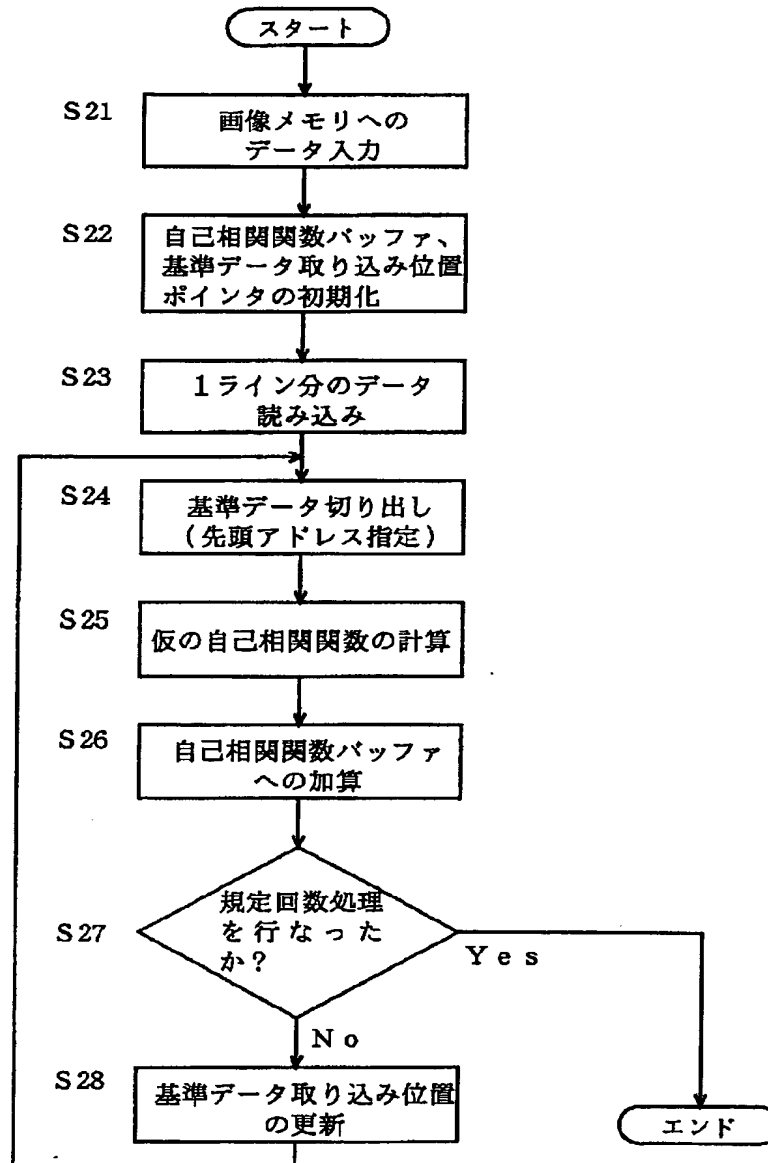 スタート
S21
画像メモリへの
データ入力
S22
自己相関関数バッファ、
基準データ取り込み位置
ポインタの初期化
S23
1ライン分のデータ
読み込み
S24
基準データ切り出し
(先頭アドレス指定)
S25
仮の自己相関関数の計算
S26
自己相関関数バッファ
への加算
S27
規定回数処理
を行なった
か?
Yes
No
S28
基準データ取り込み位置
の更新
エンド